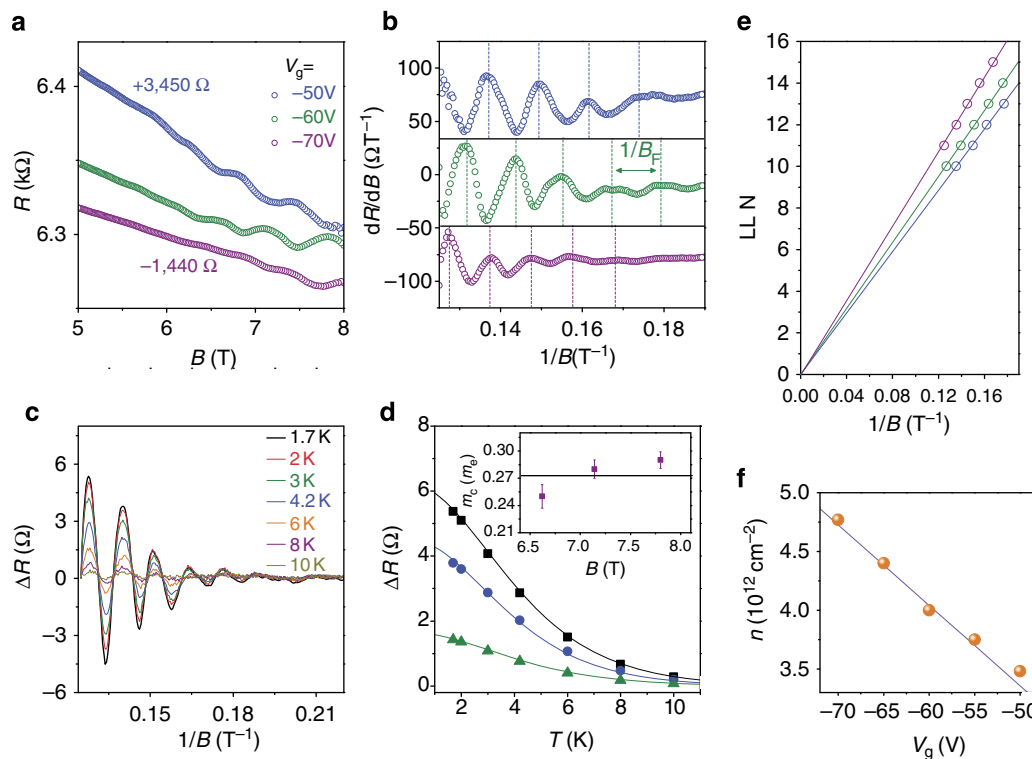 a
R (kΩ)
6.4
6.3
+3,450 Ω
−1,440 Ω
Vg=
−50V
−60V
−70V
5
6
7
8
B (T)
b
dR/dB (ΩT−1)
100
50
0
−50
−100
1/BF
0.14
0.16
0.18
1/B(T−1)
e
LL N
16
14
12
10
8
6
4
2
0
0.00
0.04
0.08
0.12
0.16
1/B (T−1)
c
ΔR (Ω)
6
3
0
−3
−6
1.7 K
2 K
3 K
4.2 K
6 K
8 K
10 K
0.15
0.18
0.21
1/B (T−1)
d
ΔR (Ω)
8
6
4
2
0
mc (me)
0.30
0.27
0.24
0.21
6.5
7.0
7.5
8.0
B (T)
2
4
6
8
10
T (K)
f
n (10¹² cm−2)
5.0
4.5
4.0
3.5
−70
−65
−60
−55
−50
Vg (V)